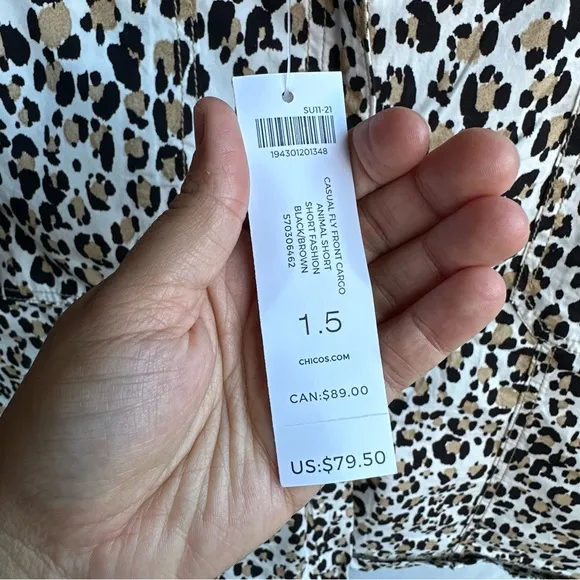 SU11-21
194301201348
CASUAL FLY FRONT CARGO
ANIMAL SHORT
SHORT FASHION
BLACK/BROWN
570306462
1.5
CHICOS.COM
CAN:$89.00
US:$79.50